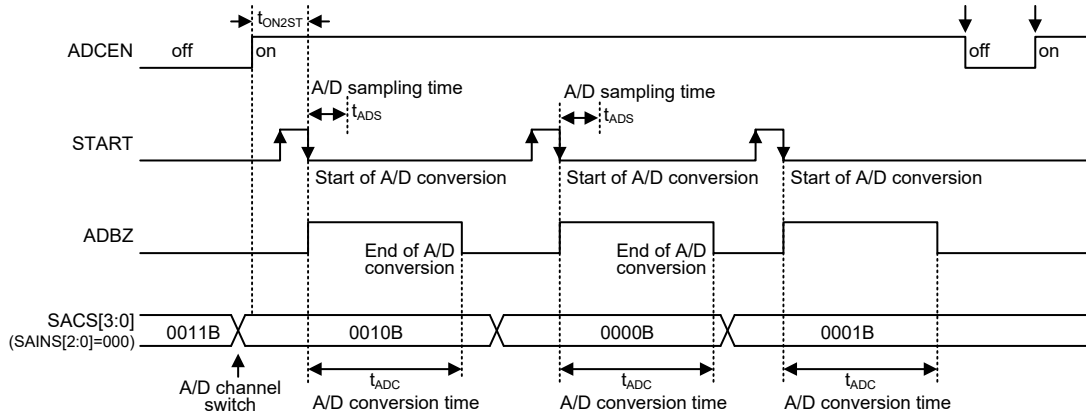 tON2ST
ADCEN
off
on
off
on
A/D sampling time
tADS
A/D sampling time
tADS
START
Start of A/D conversion
Start of A/D conversion
Start of A/D conversion
ADBZ
End of A/D
conversion
End of A/D
conversion
SACS[3:0]
(SAINS[2:0]=000)
0011B
0010B
0000B
0001B
A/D channel
switch
tADC
A/D conversion time
tADC
A/D conversion time
tADC
A/D conversion time